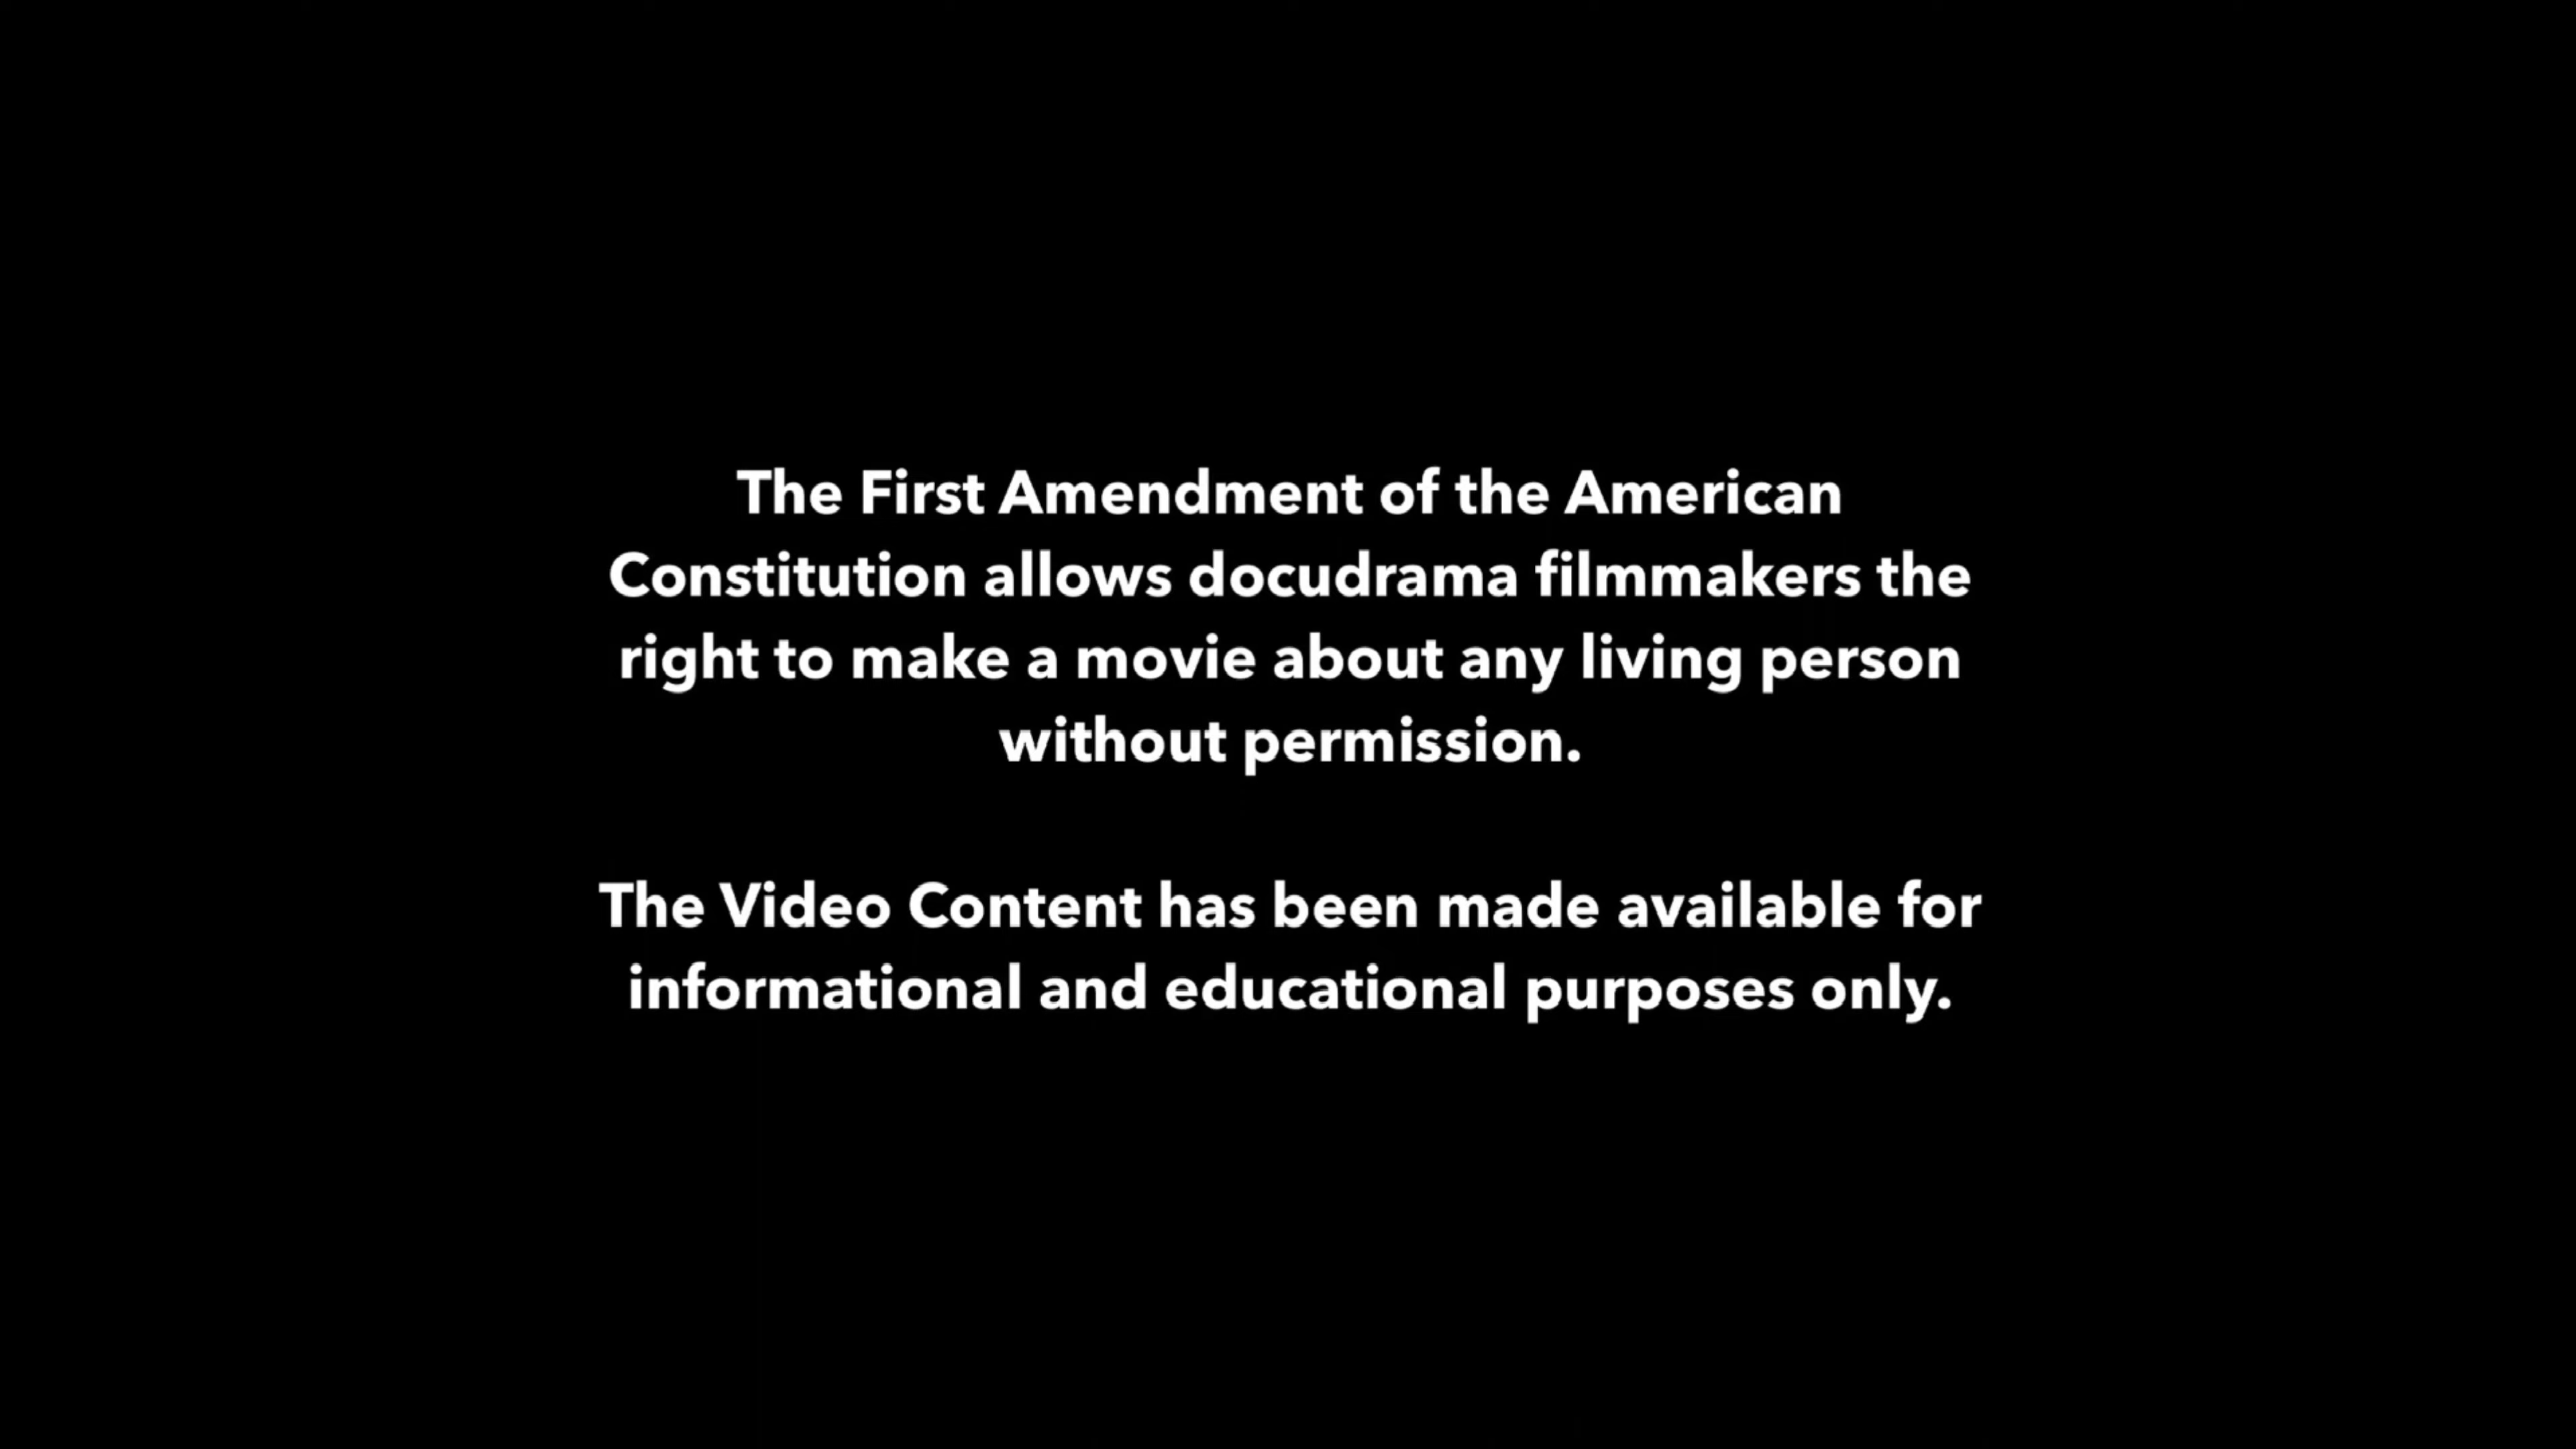 The First Amendment of the American
Constitution allows docudrama filmmakers the
right to make a movie about any living person
without permission.
The Video Content has been made available for
informational and educational purposes only.